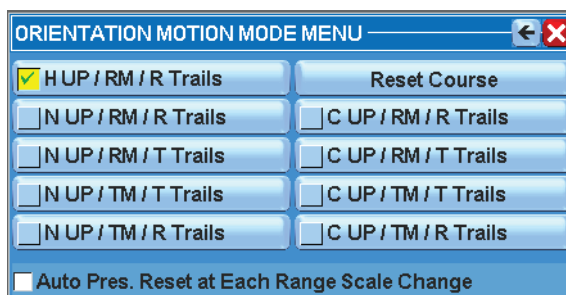 ORIENTATION MOTION MODE MENU
H UP / RM / R Trails Reset Course
N UP / RM / R Trails C UP / RM / R Trails
N UP / RM / T Trails C UP / RM / T Trails
N UP / TM / T Trails C UP / TM / T Trails
N UP / TM / R Trails C UP / TM / R Trails
Auto Pres. Reset at Each Range Scale Change